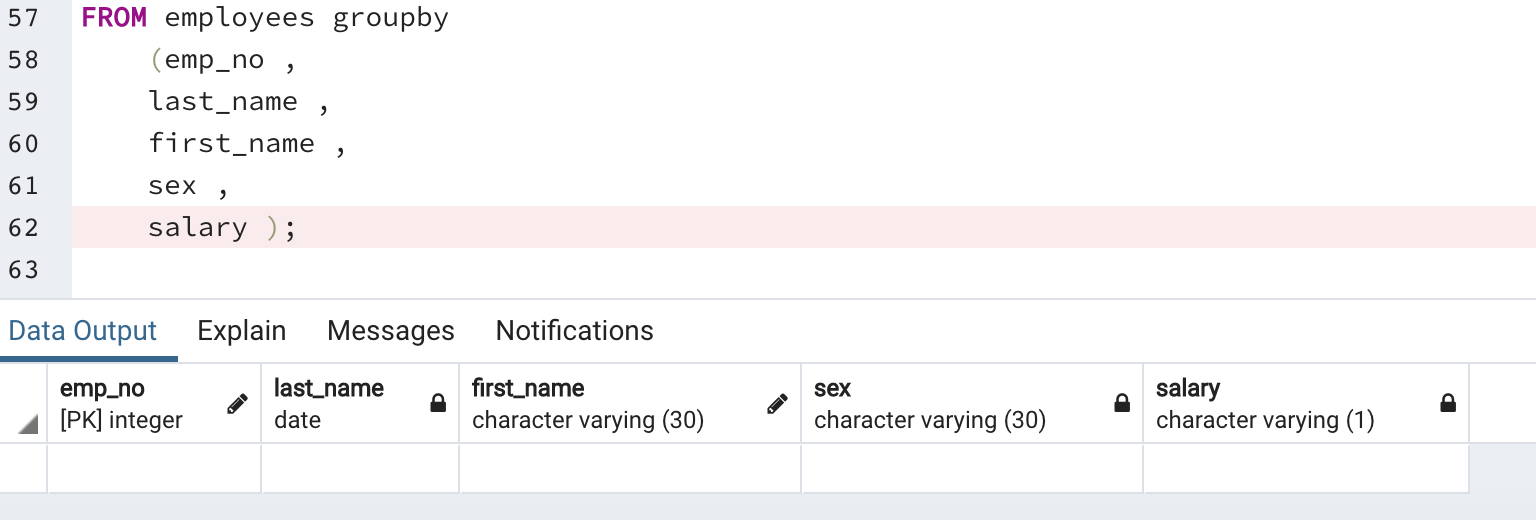 57 FROM employees groupby
58 (emp_no ,
59 last_name ,
60 first_name ,
61 sex ,
62 salary );
63
Data Output Explain Messages Notifications
emp_no last_name first_name sex salary
[PK] integer date character varying (30) character varying (30) character varying (1)